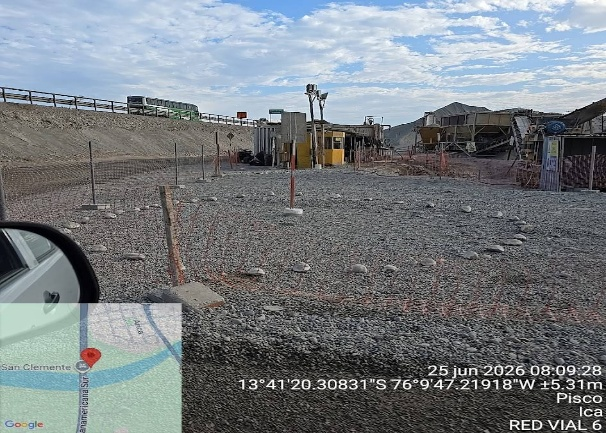 San Clemente
anamericana Sur
Google
25 jun 2026 08:09:28
13°41'20.30831"S 76°9'47.21918"W ±5.31m
Pisco
Ica
RED VIAL 6